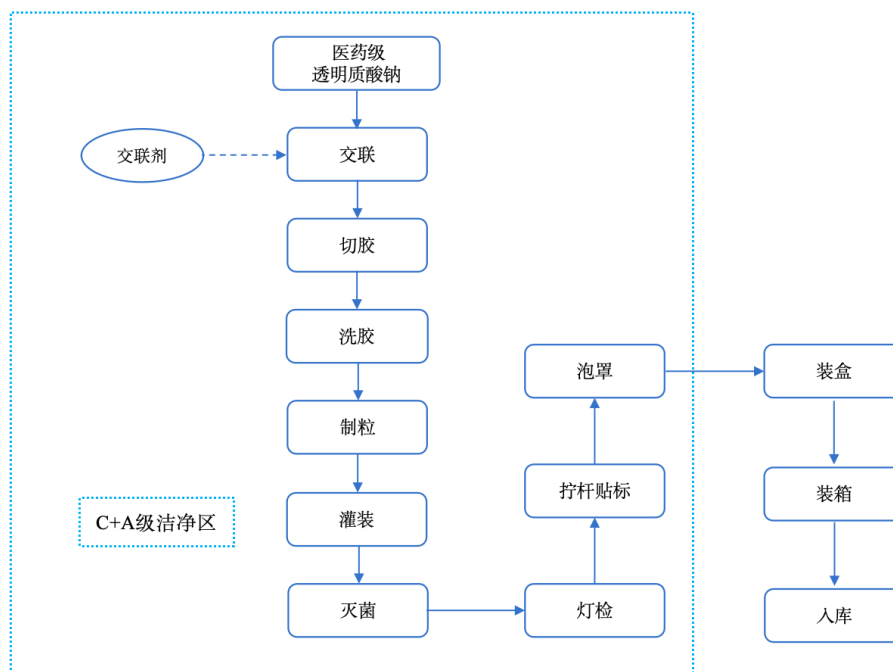 医药级
透明质酸钠
交联剂
交联
切胶
洗胶
制粒
灌装
灭菌
C+A级洁净区
灯检
拧杆贴标
泡罩
装盒
装箱
入库